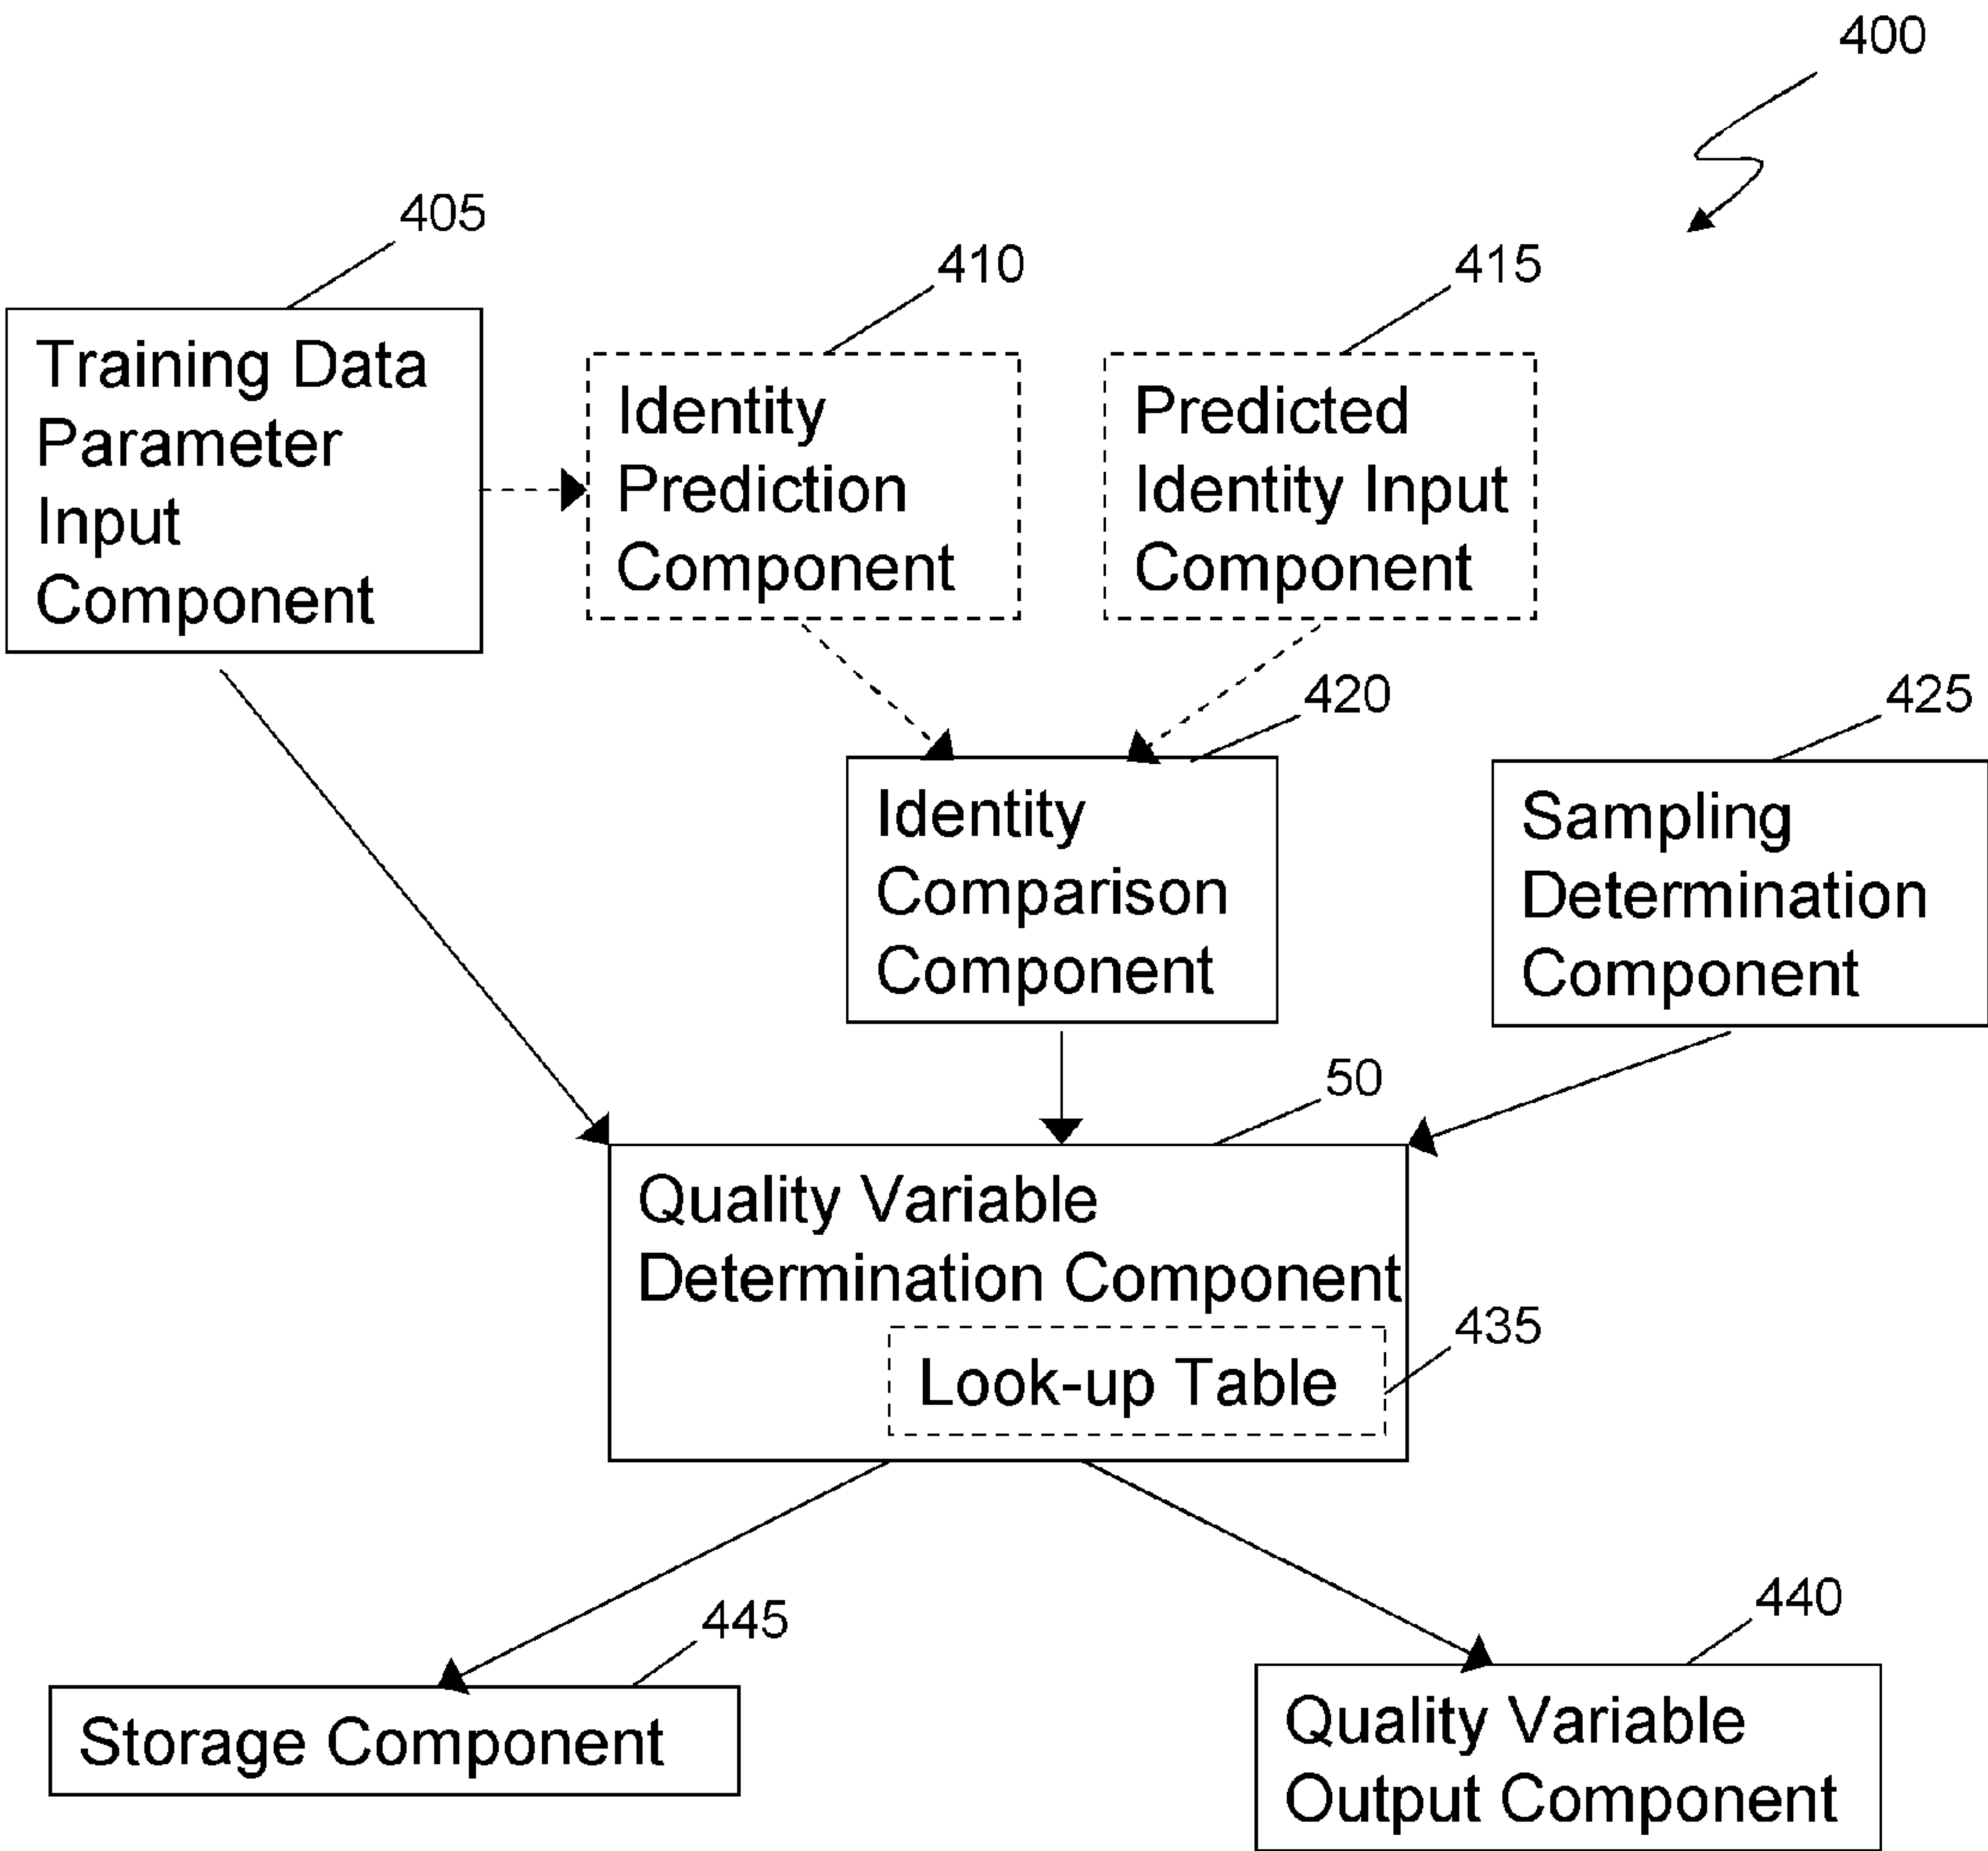 400
405
Training Data
Parameter
Input
Component
410
Identity
Prediction
Component
415
Predicted
Identity Input
Component
420
Identity
Comparison
Component
425
Sampling
Determination
Component
50
Quality Variable
Determination Component
435
Look-up Table
445
Storage Component
440
Quality Variable
Output Component